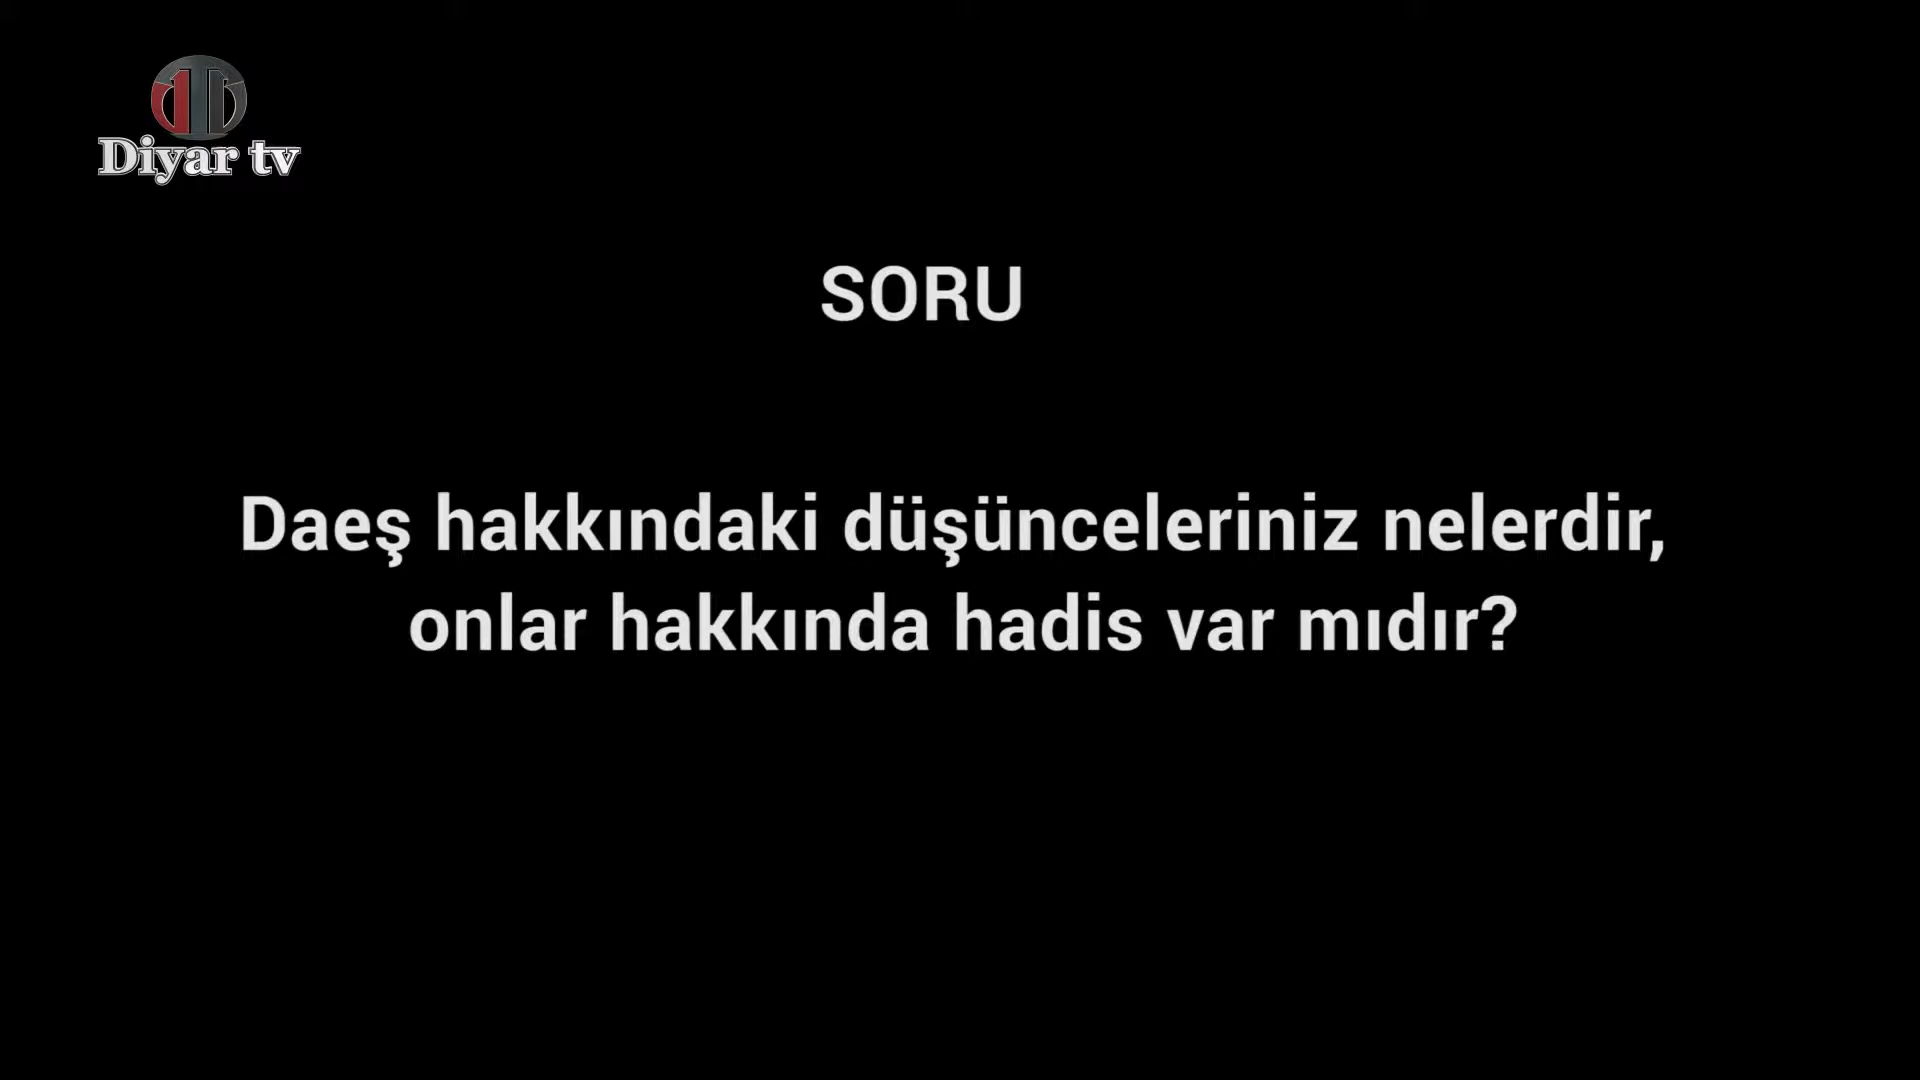 Diyar tv
SORU
Daeş hakkındaki düşünceleriniz nelerdir,
onlar hakkında hadis var mıdır?